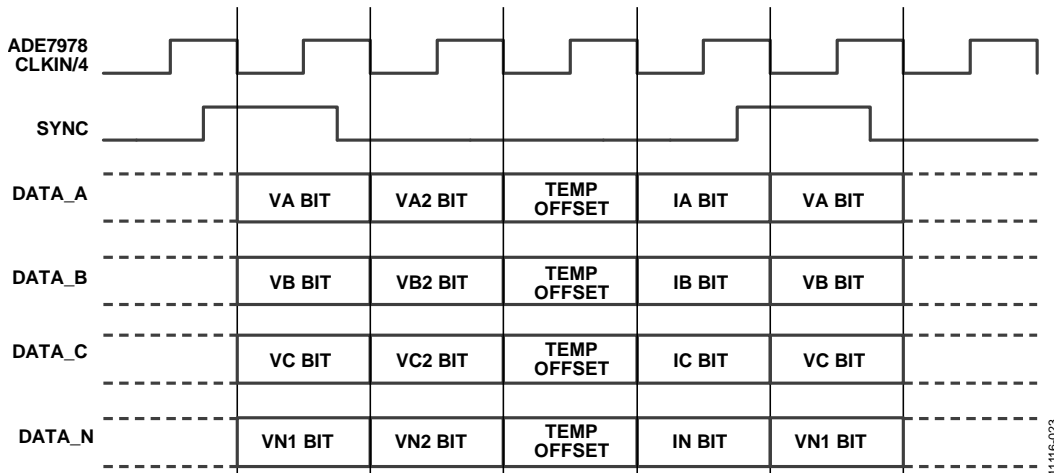 ADE7978
CLKIN/4
SYNC
DATA_A
VA BIT
VA2 BIT
TEMP
OFFSET
IA BIT
VA BIT
DATA_B
VB BIT
VB2 BIT
TEMP
OFFSET
IB BIT
VB BIT
DATA_C
VC BIT
VC2 BIT
TEMP
OFFSET
IC BIT
VC BIT
DATA_N
VN1 BIT
VN2 BIT
TEMP
OFFSET
IN BIT
VN1 BIT